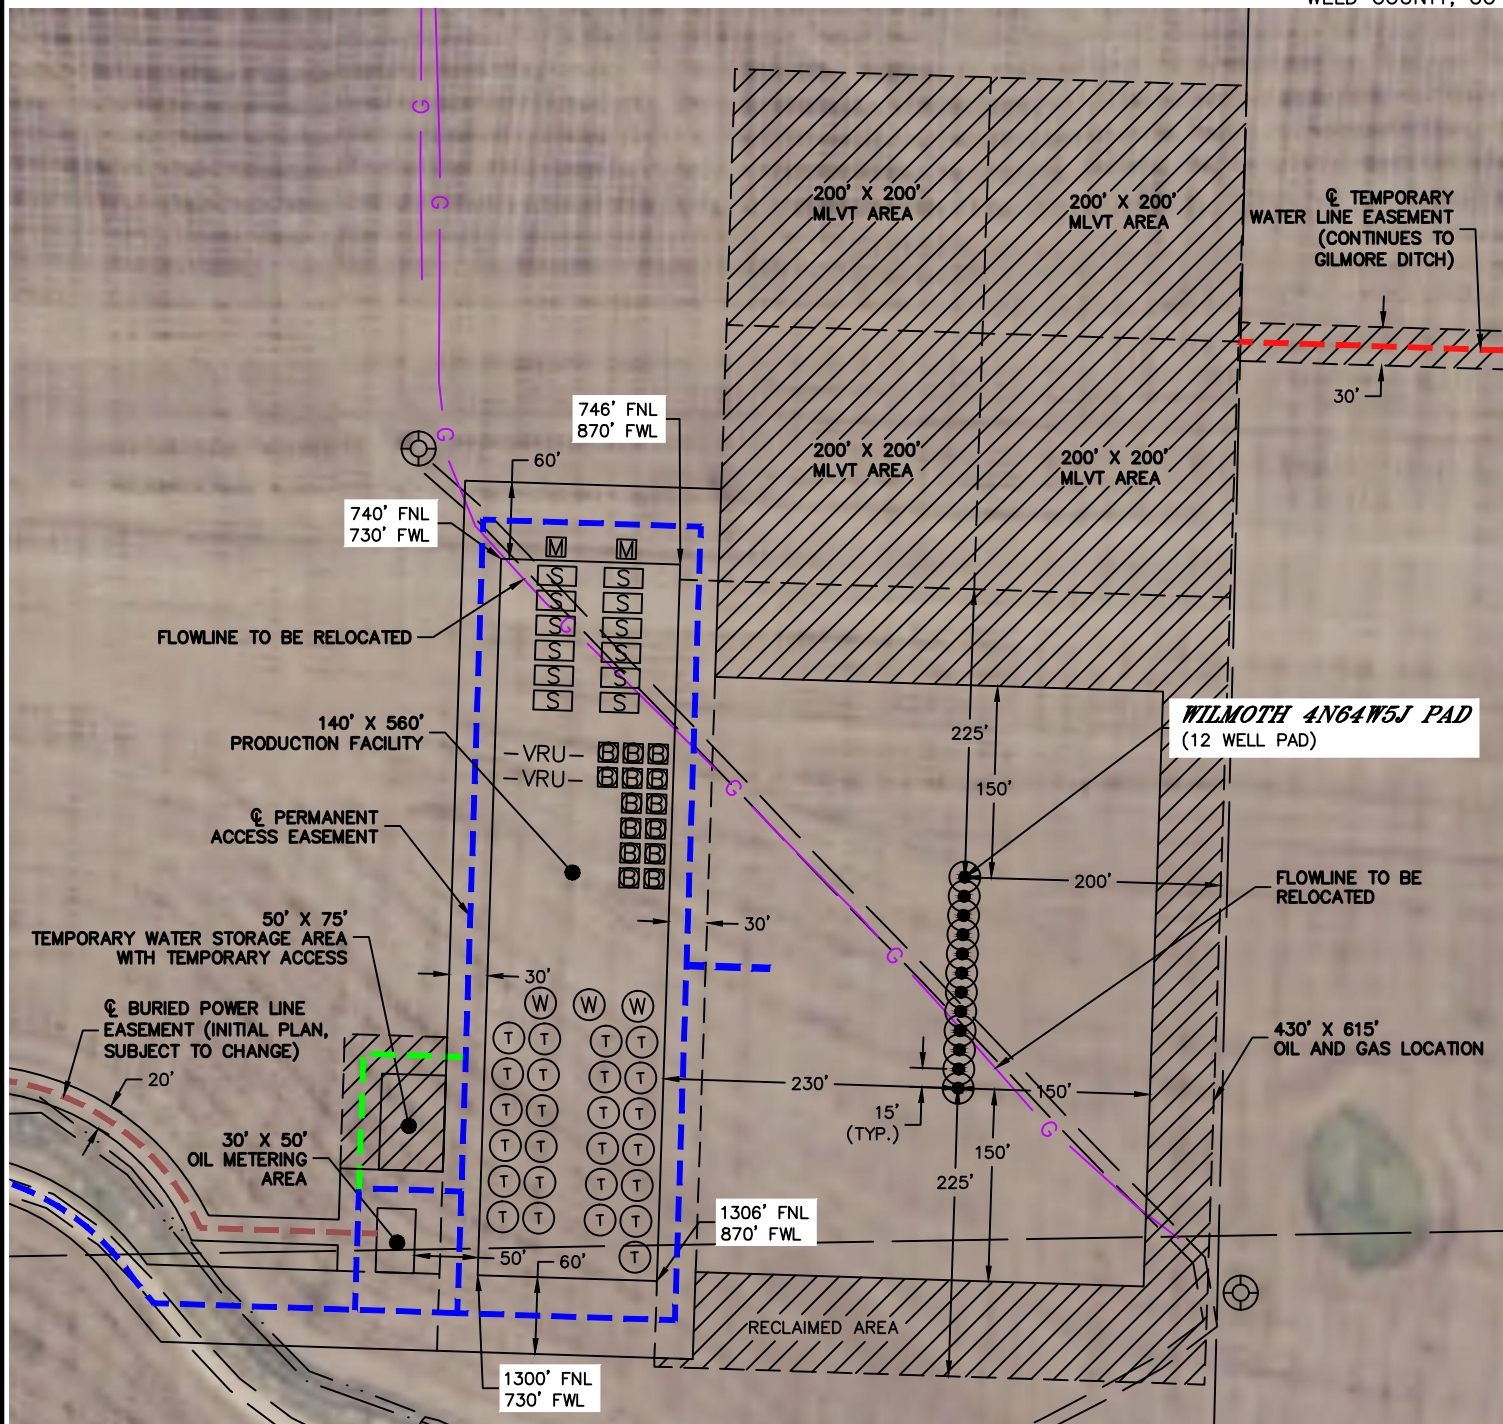 WELD COUNTY, CO
G
G
200' X 200'
MLVT AREA
200' X 200'
MLVT AREA
℄ TEMPORARY
WATER LINE EASEMENT
(CONTINUES TO
GILMORE DITCH)
30'
746' FNL
870' FWL
G
60'
200' X 200'
MLVT AREA
200' X 200'
MLVT AREA
740' FNL
730' FWL
M M
S S
S S
G
S S
S S
S S
S S
FLOWLINE TO BE RELOCATED
140' X 560'
PRODUCTION FACILITY
-VRU- B B B
-VRU- B B B
B B
B B
B B
B B
G
225'
150'
WILMOTH 4N64W5J PAD
(12 WELL PAD)
℄ PERMANENT
ACCESS EASEMENT
200'
FLOWLINE TO BE
RELOCATED
50' X 75'
TEMPORARY WATER STORAGE AREA
WITH TEMPORARY ACCESS
30'
G
30'
℄ BURIED POWER LINE
EASEMENT (INITIAL PLAN,
SUBJECT TO CHANGE)
20'
W W W
T T T T
T T T T
T T T T
T T T T
T T T T
T T T T
T
430' X 615'
OIL AND GAS LOCATION
230'
150'
15'
(TYP.)
G
150'
225'
30' X 50'
OIL METERING
AREA
1306' FNL
870' FWL
50'
60'
RECLAIMED AREA
1300' FNL
730' FWL